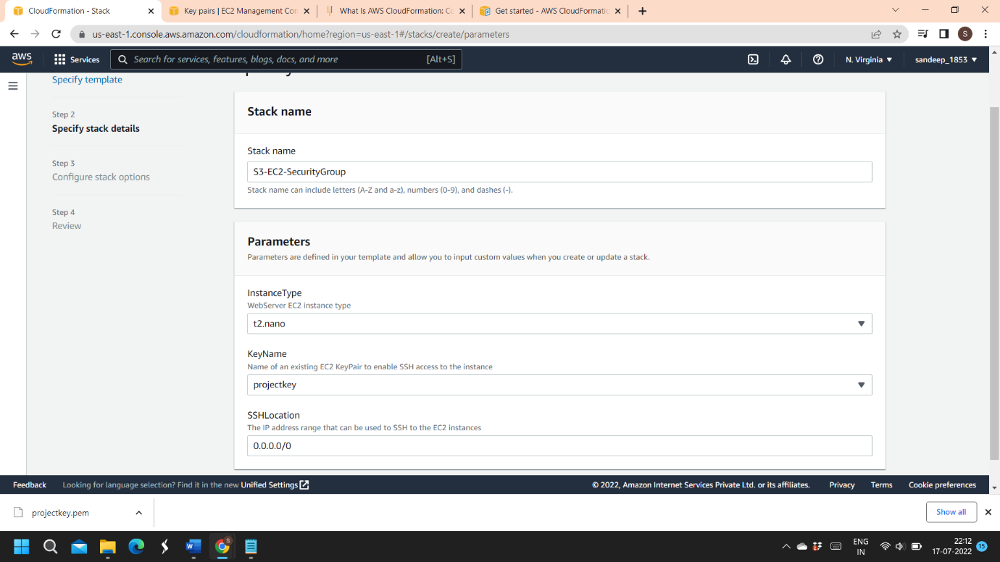 CloudFormation - Stack
Key pairs | EC2 Management Con
What Is AWS CloudFormation: Co
Get started - AWS CloudFormatio
us-east-1.console.aws.amazon.com/cloudformation/home?region=us-east-1#/stacks/create/parameters
S
aws
Services
Search for services, features, blogs, docs, and more
[Alt+S]
N. Virginia
sandeep_1853
Specify template
Step 2
Specify stack details
Step 3
Configure stack options
Step 4
Review
Stack name
Stack name
S3-EC2-SecurityGroup
Stack name can include letters (A-Z and a-z), numbers (0-9), and dashes (-).
Parameters
Parameters are defined in your template and allow you to input custom values when you create or update a stack.
InstanceType
WebServer EC2 instance type
t2.nano
KeyName
Name of an existing EC2 KeyPair to enable SSH access to the instance
projectkey
SSHLocation
The IP address range that can be used to SSH to the EC2 instances
0.0.0.0/0
Feedback
Looking for language selection? Find it in the new Unified Settings
© 2022, Amazon Internet Services Private Ltd. or its affiliates.
Privacy
Terms
Cookie preferences
projectkey.pem
Show all
ENG
IN
22:12
17-07-2022
15